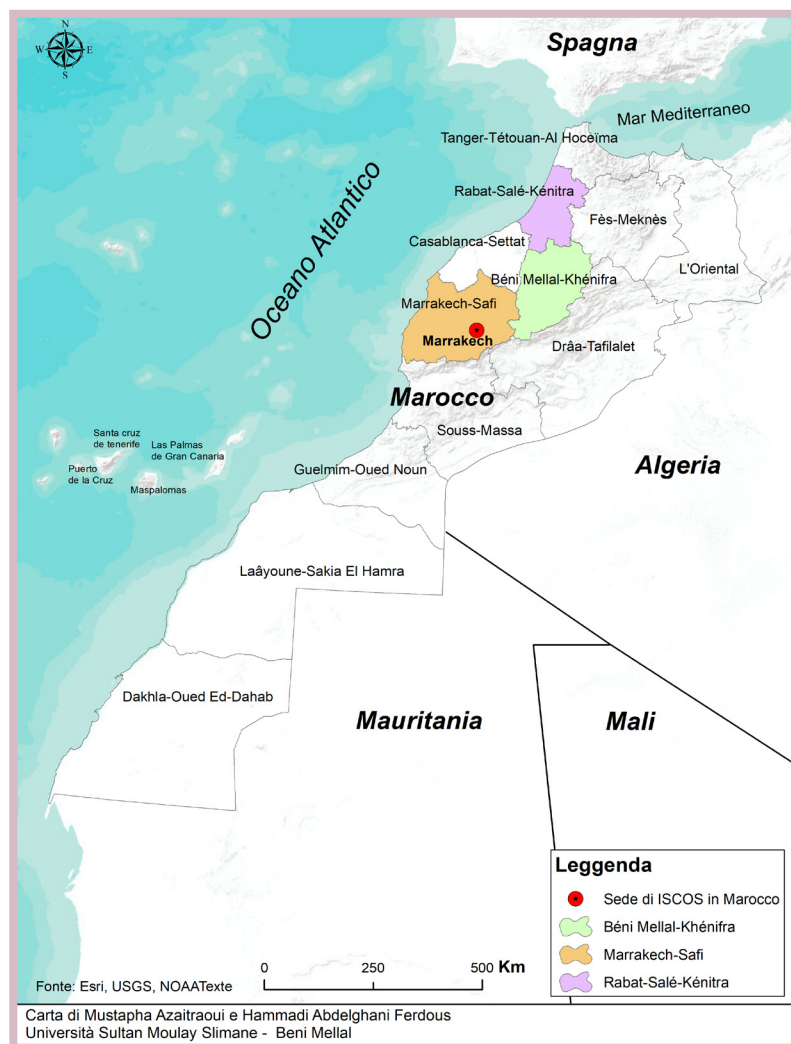 N
W
E
S
Spagna
Mar Mediterraneo
Tanger-Tétouan-Al Hoceïma
Oceano Atlantico
Rabat-Salé-Kénitra
Fès-Meknès
Casablanca-Settat
L'Oriental
Béni Mellal-Khénifra
Marrakech-Safi
Marrakech
Drâa-Tafilalet
Marocco
Souss-Massa
Santa cruz
de tenerife
Las Palmas
de Gran Canaria
Puerto
de la Cruz
Maspalomas
Guelmim-Oued Noun
Algeria
Laâyoune-Sakia El Hamra
Dakhla-Oued Ed-Dahab
Mauritania
Mali
Leggenda
Sede di ISCOS in Marocco
Béni Mellal-Khénifra
Marrakech-Safi
Rabat-Salé-Kénitra
0 250 500 Km
Fonte: Esri, USGS, NOAATexte
Carta di Mustapha Azaitraoui e Hammadi Abdelghani Ferdous
Università Sultan Moulay Slimane - Beni Mellal